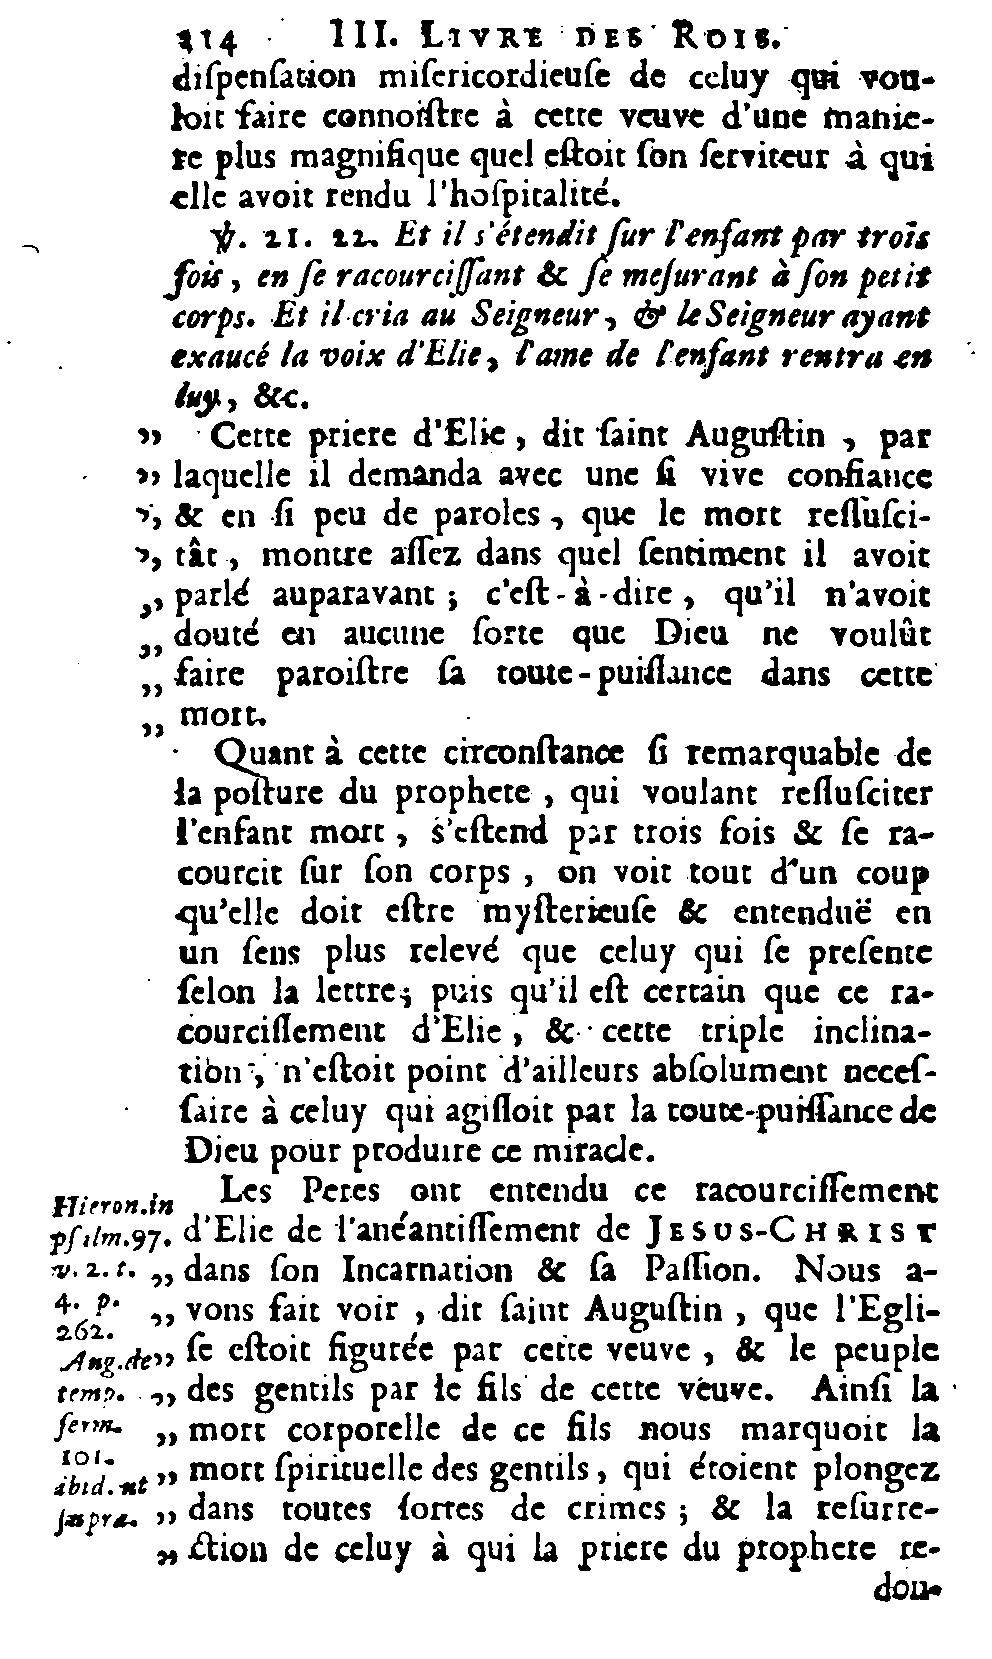 314 III. LIVRE DES ROIS.
diſpenſation miſericordieuſe de celuy qui vou-
loit faire connoiſtre à cette veuve d'une manie-
re plus magnifique quel eſtoit ſon ſerviteur à qui
elle avoit rendu l'hoſpitalité.
℣. 21. 22. Et il s'étendit ſur l'enfant par trois
fois, en ſe racourciſſant & ſe meſurant à ſon petit
corps. Et il cria au Seigneur, & le Seigneur ayant
exaucé la voix d'Elie, l'ame de l'enfant rentra en
luy, &c.
„ Cette priere d'Elie, dit ſaint Auguſtin, par
„ laquelle il demanda avec une ſi vive confiance
„ & en ſi peu de paroles, que le mort reſſuſci-
„ tât, montre aſſez dans quel ſentiment il avoit
„ parlé auparavant; c'eſt-à-dire, qu'il n'avoit
„ douté en aucune ſorte que Dieu ne voulût
„ faire paroiſtre ſa toute-puiſſance dans cette
„ mort.
Quant à cette circonſtance ſi remarquable de
la poſture du prophete, qui voulant reſſuſciter
l'enfant mort, s'eſtend par trois fois & ſe ra-
courcit ſur ſon corps, on voit tout d'un coup
qu'elle doit eſtre myſterieuſe & entenduë en
un ſens plus relevé que celuy qui ſe preſente
ſelon la lettre; puis qu'il eſt certain que ce ra-
courciſſement d'Elie, & cette triple inclina-
tion, n'eſtoit point d'ailleurs abſolument neceſ-
ſaire à celuy qui agiſſoit par la toute-puiſſance de
Dieu pour produire ce miracle.
Les Peres ont entendu ce racourciſſement
Hieron. in
pſalm. 97. d'Elie de l'anéantiſſement de JESUS-CHRIST
v. 2. t. „ dans ſon Incarnation & ſa Paſſion. Nous a-
4. p. „ vons fait voir, dit ſaint Auguſtin, que l'Egli-
262.
Aug. de „ ſe eſtoit figurée par cette veuve, & le peuple
temp. „ des gentils par le fils de cette veuve. Ainſi la
ſerm. „ mort corporelle de ce fils nous marquoit la
101.
ibid. ut „ mort ſpirituelle des gentils, qui étoient plongez
ſupra. „ dans toutes ſortes de crimes; & la reſurre-
„ ction de celuy à qui la priere du prophete re-
don-